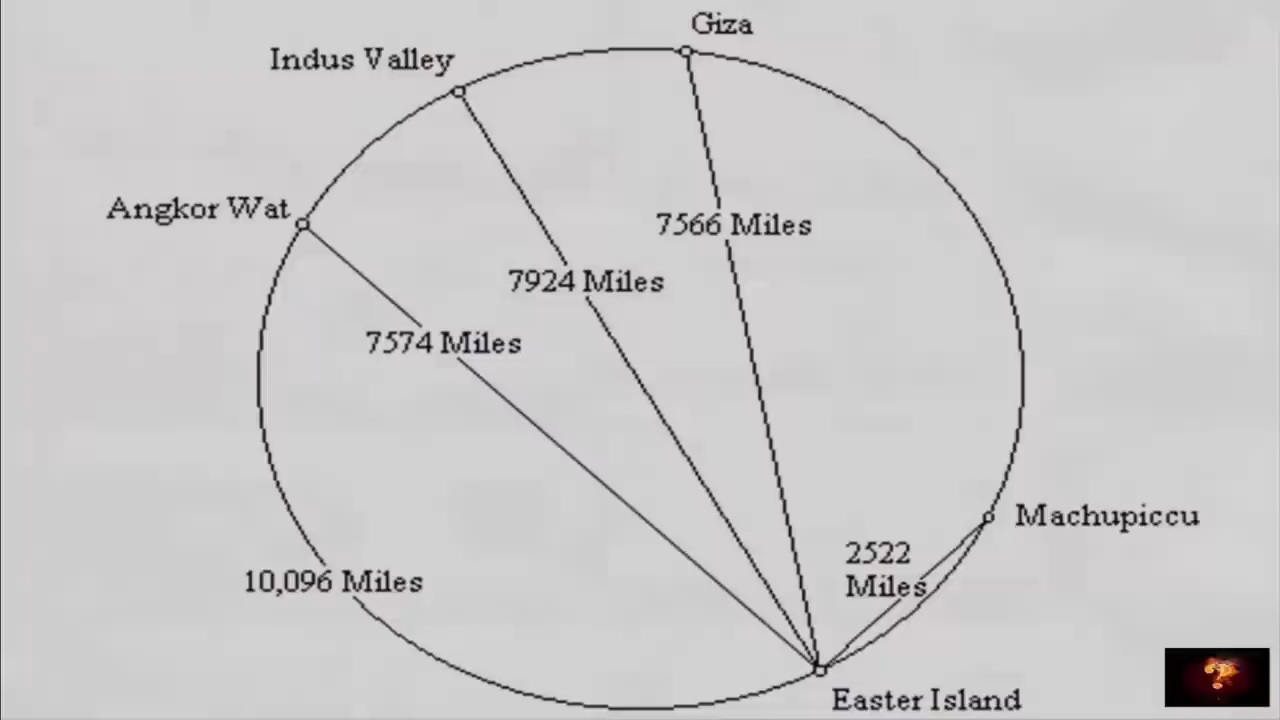 Giza
Indus Valley
Angkor Wat
7566 Miles
7924 Miles
7574 Miles
Machupiccu
2522
Miles
10,096 Miles
Easter Island